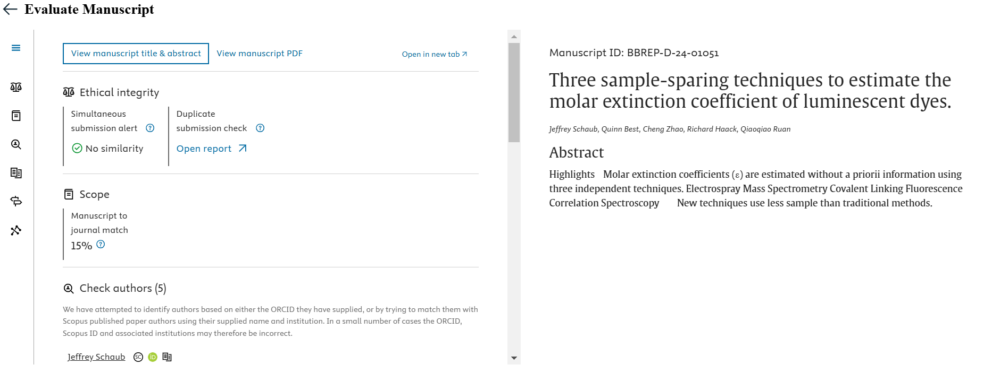 Evaluate Manuscript
View manuscript title & abstract View manuscript PDF Open in new tab
Ethical integrity
Simultaneous
submission alert
No similarity
Duplicate
submission check
Open report
Scope
Manuscript to
journal match
15%
Check authors (5)
We have attempted to identify authors based on either the ORCID they have supplied, or by trying to match them with
Scopus published paper authors using their supplied name and institution. In a small number of cases the ORCID,
Scopus ID and associated institutions may therefore be incorrect.
Jeffrey Schaub SC iD
Manuscript ID: BBREP-D-24-01051
Three sample-sparing techniques to estimate the
molar extinction coefficient of luminescent dyes.
Jeffrey Schaub, Quinn Best, Cheng Zhao, Richard Haack, Qiaoqiao Ruan
Abstract
Highlights Molar extinction coefficients (ε) are estimated without a priorii information using
three independent techniques. Electrospray Mass Spectrometry Covalent Linking Fluorescence
Correlation Spectroscopy New techniques use less sample than traditional methods.